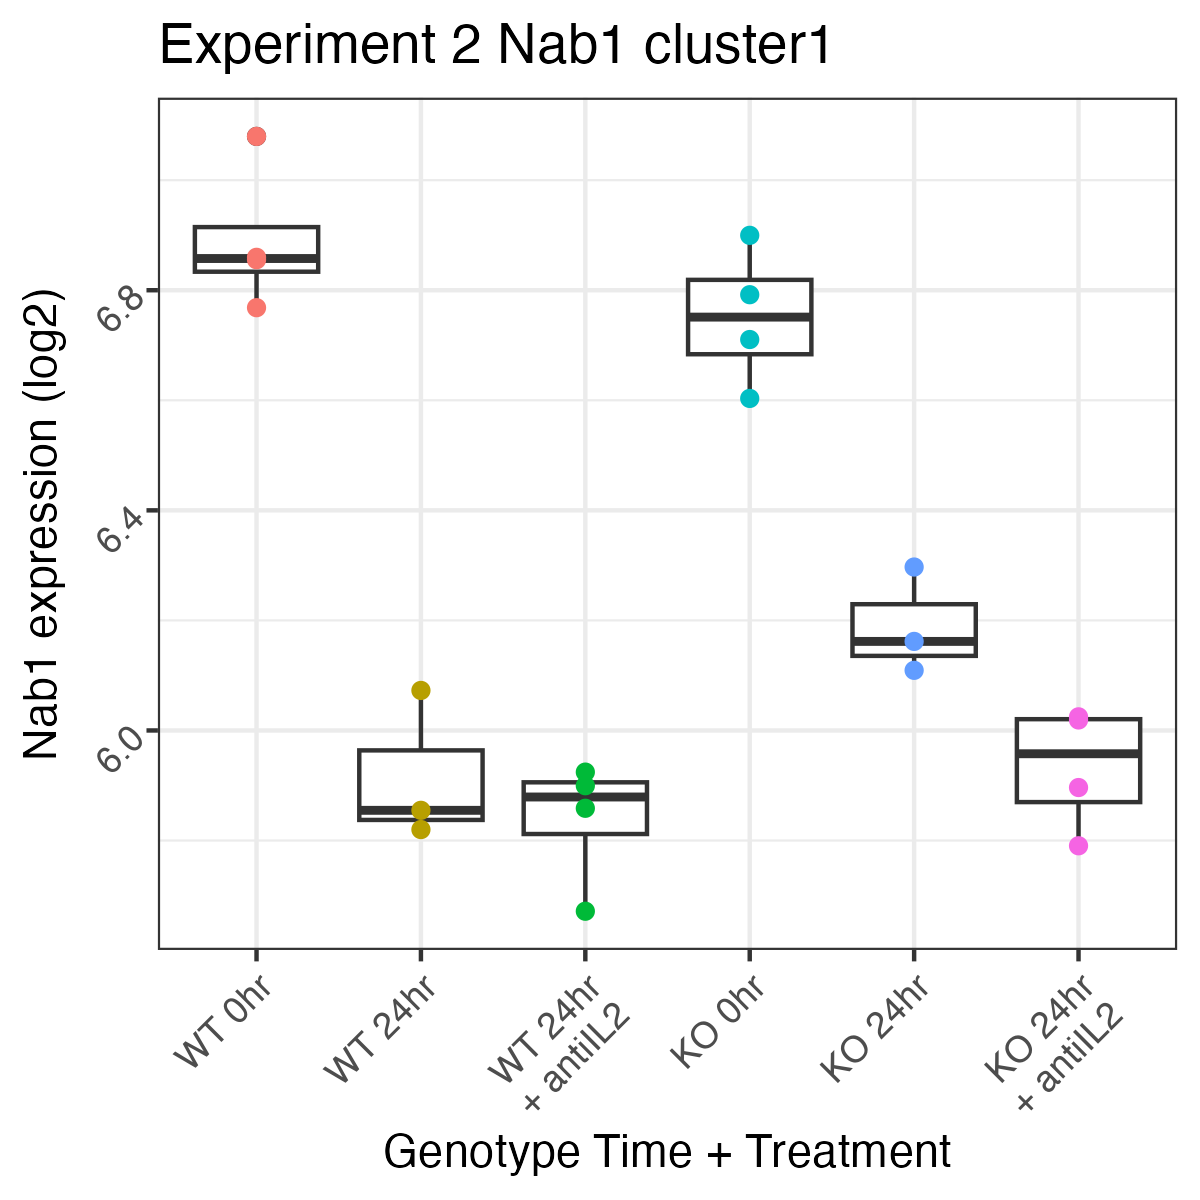 Experiment 2 Nab1 cluster1
Nab1 expression (log2)
6.8
6.4
6.0
WT 0hr
WT 24hr
WT 24hr
+ antiIL2
KO 0hr
KO 24hr
KO 24hr
+ antiIL2
Genotype Time + Treatment